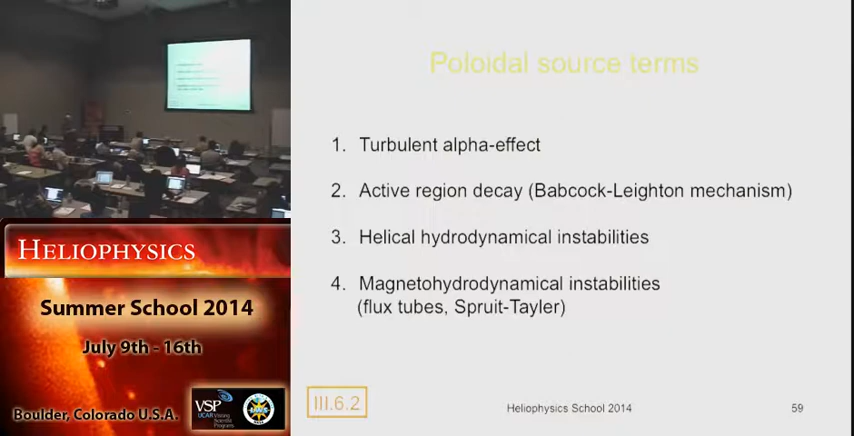 Poloidal source terms
1. Turbulent alpha-effect
2. Active region decay (Babcock-Leighton mechanism)
3. Helical hydrodynamical instabilities
4. Magnetohydrodynamical instabilities
(flux tubes, Spruit-Tayler)
III.6.2
Heliophysics School 2014
59
HELIOPHYSICS
Summer School 2014
July 9th - 16th
Boulder, Colorado U.S.A.
VSP
UCAR Visiting
Scientist
Programs